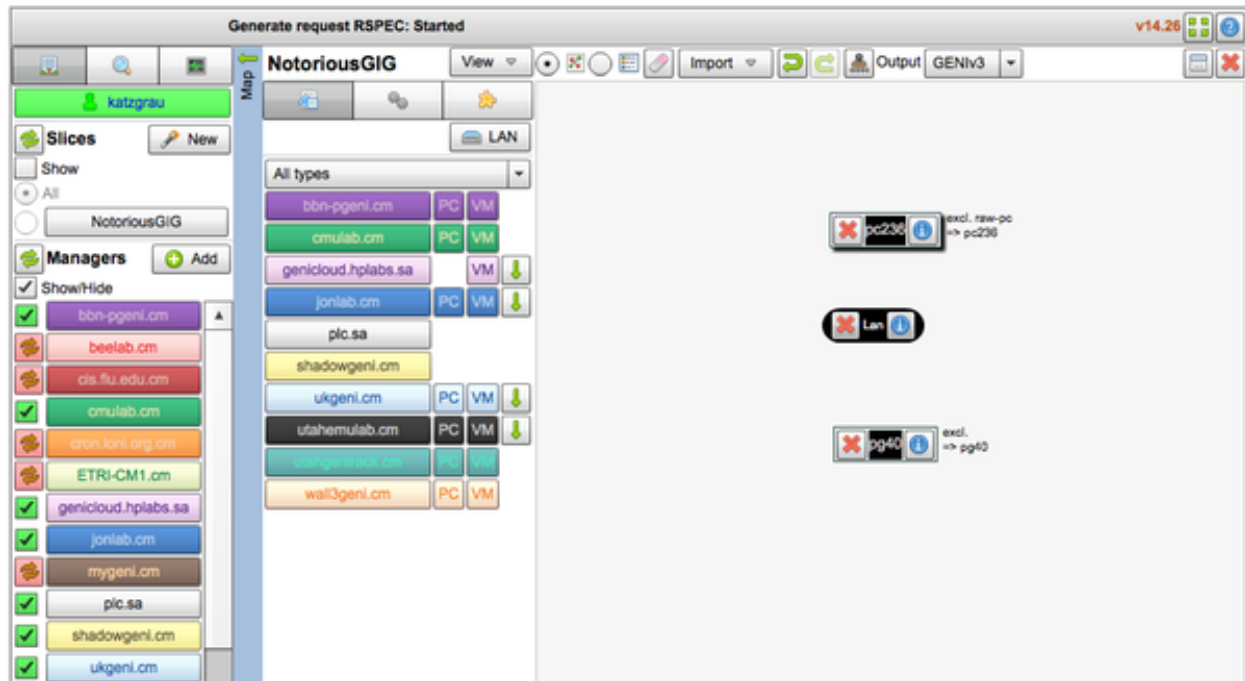 Generate request RSPEC: Started
v14.26
katzgrau
Slices
New
Show
All
NotoriousGIG
Managers
Add
Show/Hide
bbn-pgeni.cm
beelab.cm
cis.fiu.edu.cm
cmulab.cm
cron.loni.org.cm
ETRI-CM1.cm
genicloud.hplabs.sa
jonlab.cm
mygeni.cm
plc.sa
shadowgeni.cm
ukgeni.cm
Map
NotoriousGIG
View
Import
Output
GENIv3
LAN
All types
bbn-pgeni.cm PC VM
cmulab.cm PC VM
genicloud.hplabs.sa VM
jonlab.cm PC VM
plc.sa
shadowgeni.cm
ukgeni.cm PC VM
utahemulab.cm PC VM
utahgenirack.cm PC VM
wall3geni.cm PC VM
pc236
excl. raw-pc
=> pc236
Lan
pg40
excl.
=> pg40